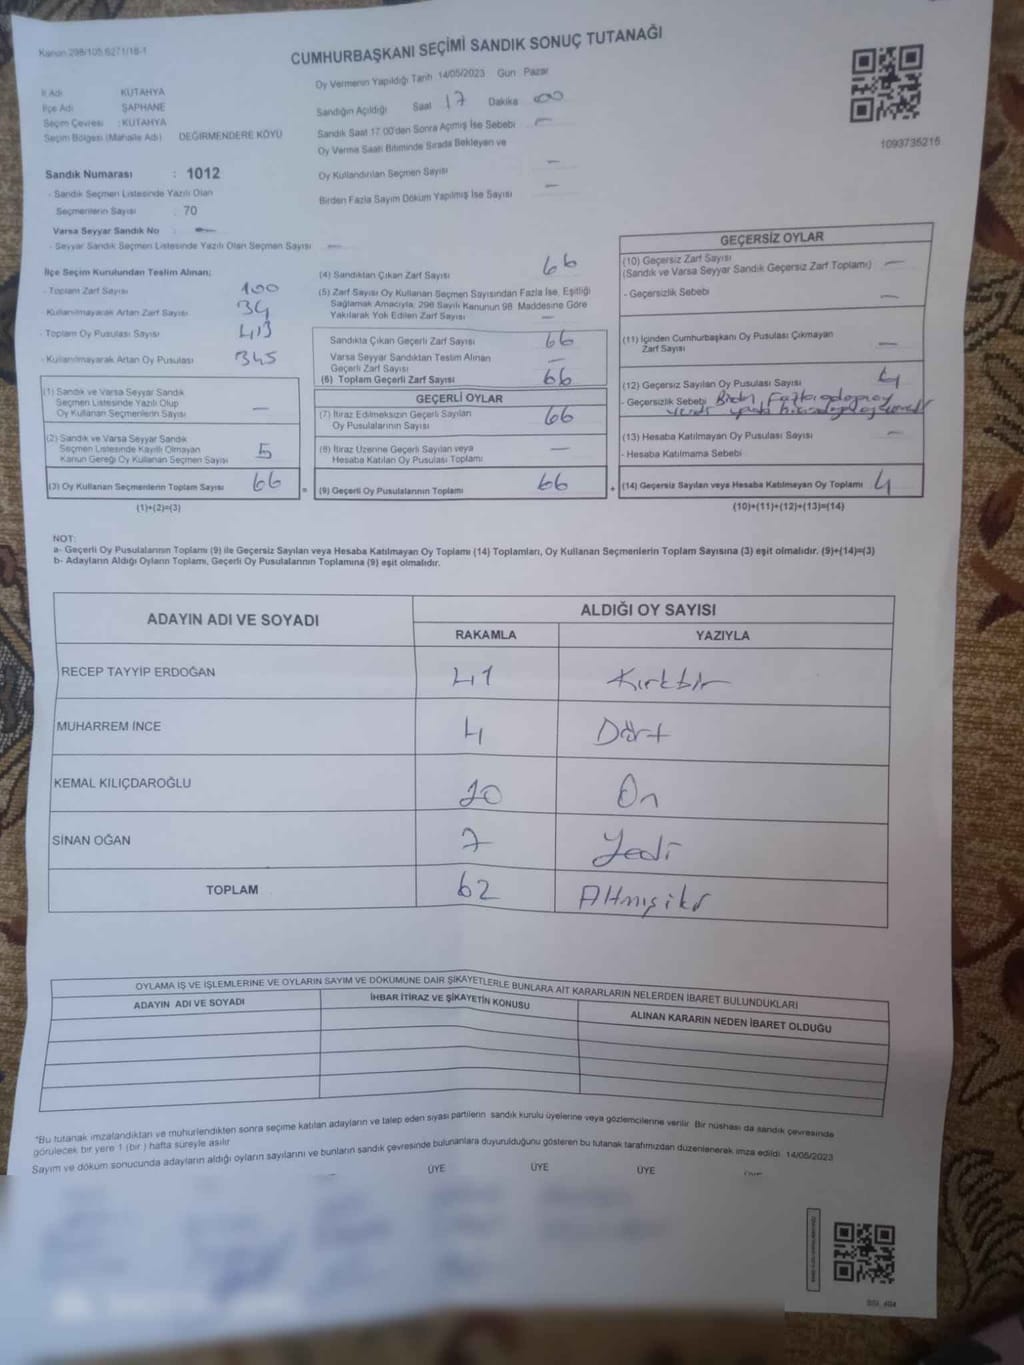 Kanun 298/105 6271/18-1
CUMHURBAŞKANI SEÇİMİ SANDIK SONUÇ TUTANAĞI
İl Adı KUTAHYA
İlçe Adı ŞAPHANE
Seçim Çevresi : KUTAHYA
Seçim Bölgesi (Mahalle Adı) DEĞİRMENDERE KÖYÜ
Oy Vermenin Yapıldığı Tarih 14/05/2023 Gün Pazar
Sandığın Açıldığı Saat 17 Dakika 00
Sandık Saat 17.00'den Sonra Açmış İse Sebebi –
Oy Verme Saati Bitiminde Sırada Bekleyen ve
Oy Kullandırılan Seçmen Sayısı –
Birden Fazla Sayım Döküm Yapılmış İse Sayısı –
1093735215
Sandık Numarası : 1012
- Sandık Seçmen Listesinde Yazılı Olan
Seçmenlerin Sayısı : 70
Varsa Seyyar Sandık No –
- Seyyar Sandık Seçmen Listesinde Yazılı Olan Seçmen Sayısı –
İlçe Seçim Kurulundan Teslim Alınan;
- Toplam Zarf Sayısı 100
- Kullanılmayarak Artan Zarf Sayısı 34
- Toplam Oy Pusulası Sayısı 413
- Kullanılmayarak Artan Oy Pusulası 345
(1) Sandık ve Varsa Seyyar Sandık
Seçmen Listesinde Yazılı Olup
Oy Kullanan Seçmenlerin Sayısı –
(2) Sandık ve Varsa Seyyar Sandık
Seçmen Listesinde Kayıtlı Olmayan
Kanun Gereği Oy Kullanan Seçmen Sayısı 5
(3) Oy Kullanan Seçmenlerin Toplam Sayısı 66
(1)+(2)=(3)
(4) Sandıktan Çıkan Zarf Sayısı 66
(5) Zarf Sayısı Oy Kullanan Seçmen Sayısından Fazla İse, Eşitliği
Sağlamak Amacıyla; 298 Sayılı Kanunun 98. Maddesine Göre
Yakılarak Yok Edilen Zarf Sayısı –
Sandıkta Çıkan Geçerli Zarf Sayısı 66
Varsa Seyyar Sandıktan Teslim Alınan
Geçerli Zarf Sayısı –
(6) Toplam Geçerli Zarf Sayısı 66
GEÇERLİ OYLAR
(7) İtiraz Edilmeksizin Geçerli Sayılan
Oy Pusulalarının Sayısı 66
(8) İtiraz Üzerine Geçerli Sayılan veya
Hesaba Katılan Oy Pusulası Toplamı –
= (9) Geçerli Oy Pusulalarının Toplamı 66
GEÇERSİZ OYLAR
(10) Geçersiz Zarf Sayısı
(Sandık ve Varsa Seyyar Sandık Geçersiz Zarf Toplamı) –
- Geçersizlik Sebebi –
(11) İçinden Cumhurbaşkanı Oy Pusulası Çıkmayan
Zarf Sayısı –
(12) Geçersiz Sayılan Oy Pusulası Sayısı 4
- Geçersizlik Sebebi
(13) Hesaba Katılmayan Oy Pusulası Sayısı –
- Hesaba Katılmama Sebebi
+ (14) Geçersiz Sayılan veya Hesaba Katılmayan Oy Toplamı 4
(10)+(11)+(12)+(13)=(14)
NOT:
a- Geçerli Oy Pusulalarının Toplamı (9) ile Geçersiz Sayılan veya Hesaba Katılmayan Oy Toplamı (14) Toplamları, Oy Kullanan Seçmenlerin Toplam Sayısına (3) eşit olmalıdır. (9)+(14)=(3)
b- Adayların Aldığı Oyların Toplamı, Geçerli Oy Pusulalarının Toplamına (9) eşit olmalıdır.
ADAYIN ADI VE SOYADI
ALDIĞI OY SAYISI
RAKAMLA YAZIYLA
RECEP TAYYİP ERDOĞAN 41 Kırkbir
MUHARREM İNCE 4 Dört
KEMAL KILIÇDAROĞLU 10 On
SİNAN OĞAN 7 Yedi
TOPLAM 62 Altmışiki
OYLAMA İŞ VE İŞLEMLERİNE VE OYLARIN SAYIM VE DÖKÜMÜNE DAİR ŞİKAYETLERLE BUNLARA AİT KARARLARIN NELERDEN İBARET BULUNDUKLARI
ADAYIN ADI VE SOYADI İHBAR İTİRAZ VE ŞİKAYETİN KONUSU ALINAN KARARIN NEDEN İBARET OLDUĞU
*Bu tutanak imzalandıktan ve mühürlendikten sonra seçime katılan adayların ve talep eden siyasi partilerin sandık kurulu üyelerine veya gözlemcilerine verilir. Bir nüshası da sandık çevresinde
görülecek bir yere 1 (bir) hafta süreyle asılır.
Sayım ve döküm sonucunda adayların aldığı oyların sayılarını ve bunların sandık çevresinde bulunanlara duyurulduğunu gösteren bu tutanak tarafımızdan düzenlenerek imza edildi. 14/05/2023
ÜYE ÜYE ÜYE